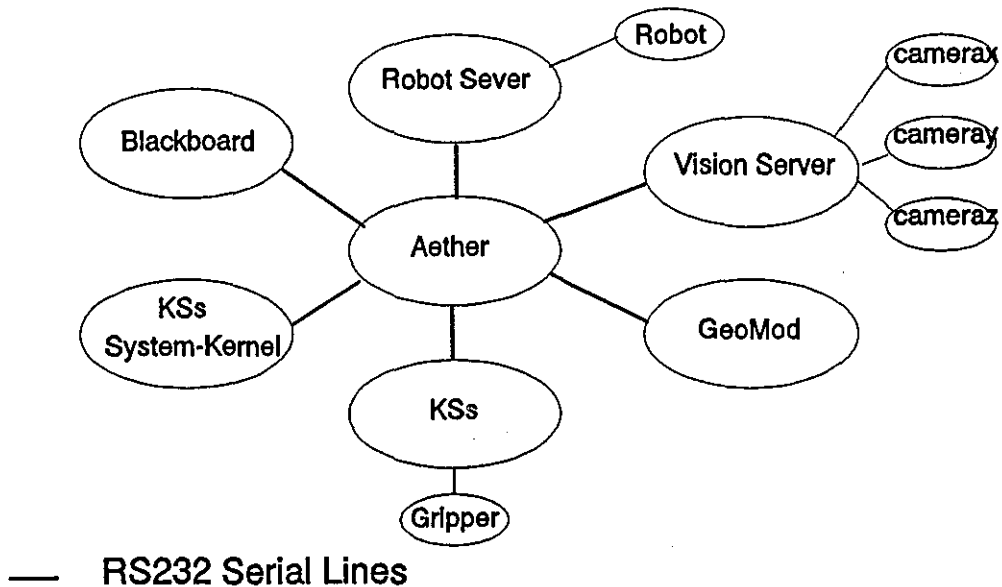 Robot
Robot Sever
camerax
Blackboard
cameray
Vision Server
cameraz
Aether
KSs
System-Kernel
GeoMod
KSs
Gripper
RS232 Serial Lines